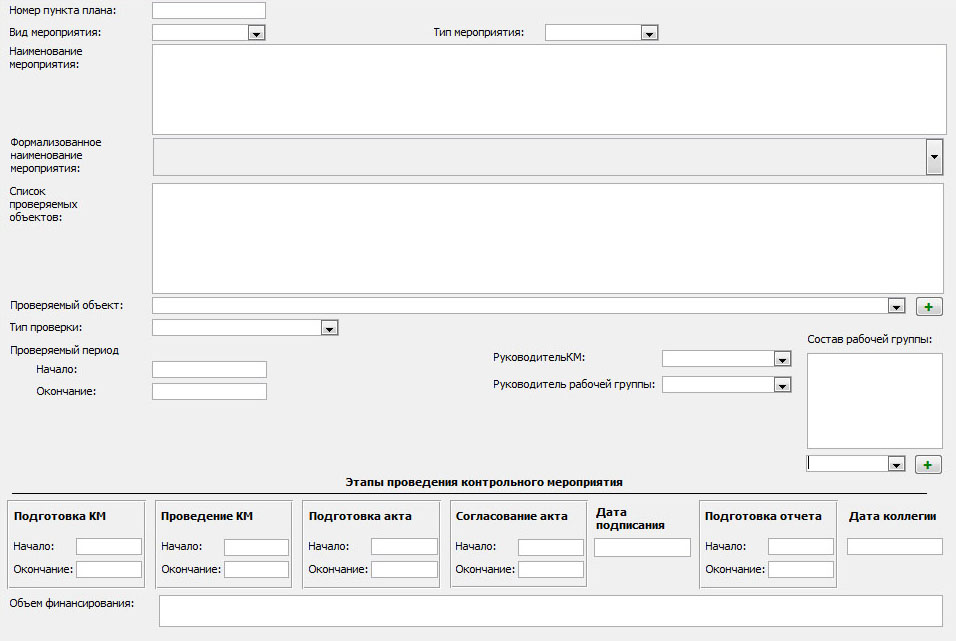 Номер пункта плана:
Вид мероприятия:
Тип мероприятия:
Наименование
мероприятия:
Формализованное
наименование
мероприятия:
Список
проверяемых
объектов:
Проверяемый объект:
Тип проверки:
Проверяемый период
Начало:
Окончание:
РуководительКМ:
Руководитель рабочей группы:
Состав рабочей группы:
Этапы проведения контрольного мероприятия
Подготовка КМ
Начало:
Окончание:
Проведение КМ
Начало:
Окончание:
Подготовка акта
Начало:
Окончание:
Согласование акта
Начало:
Окончание:
Дата
подписания
Подготовка отчета
Начало:
Окончание:
Дата коллегии
Объем финансирования: